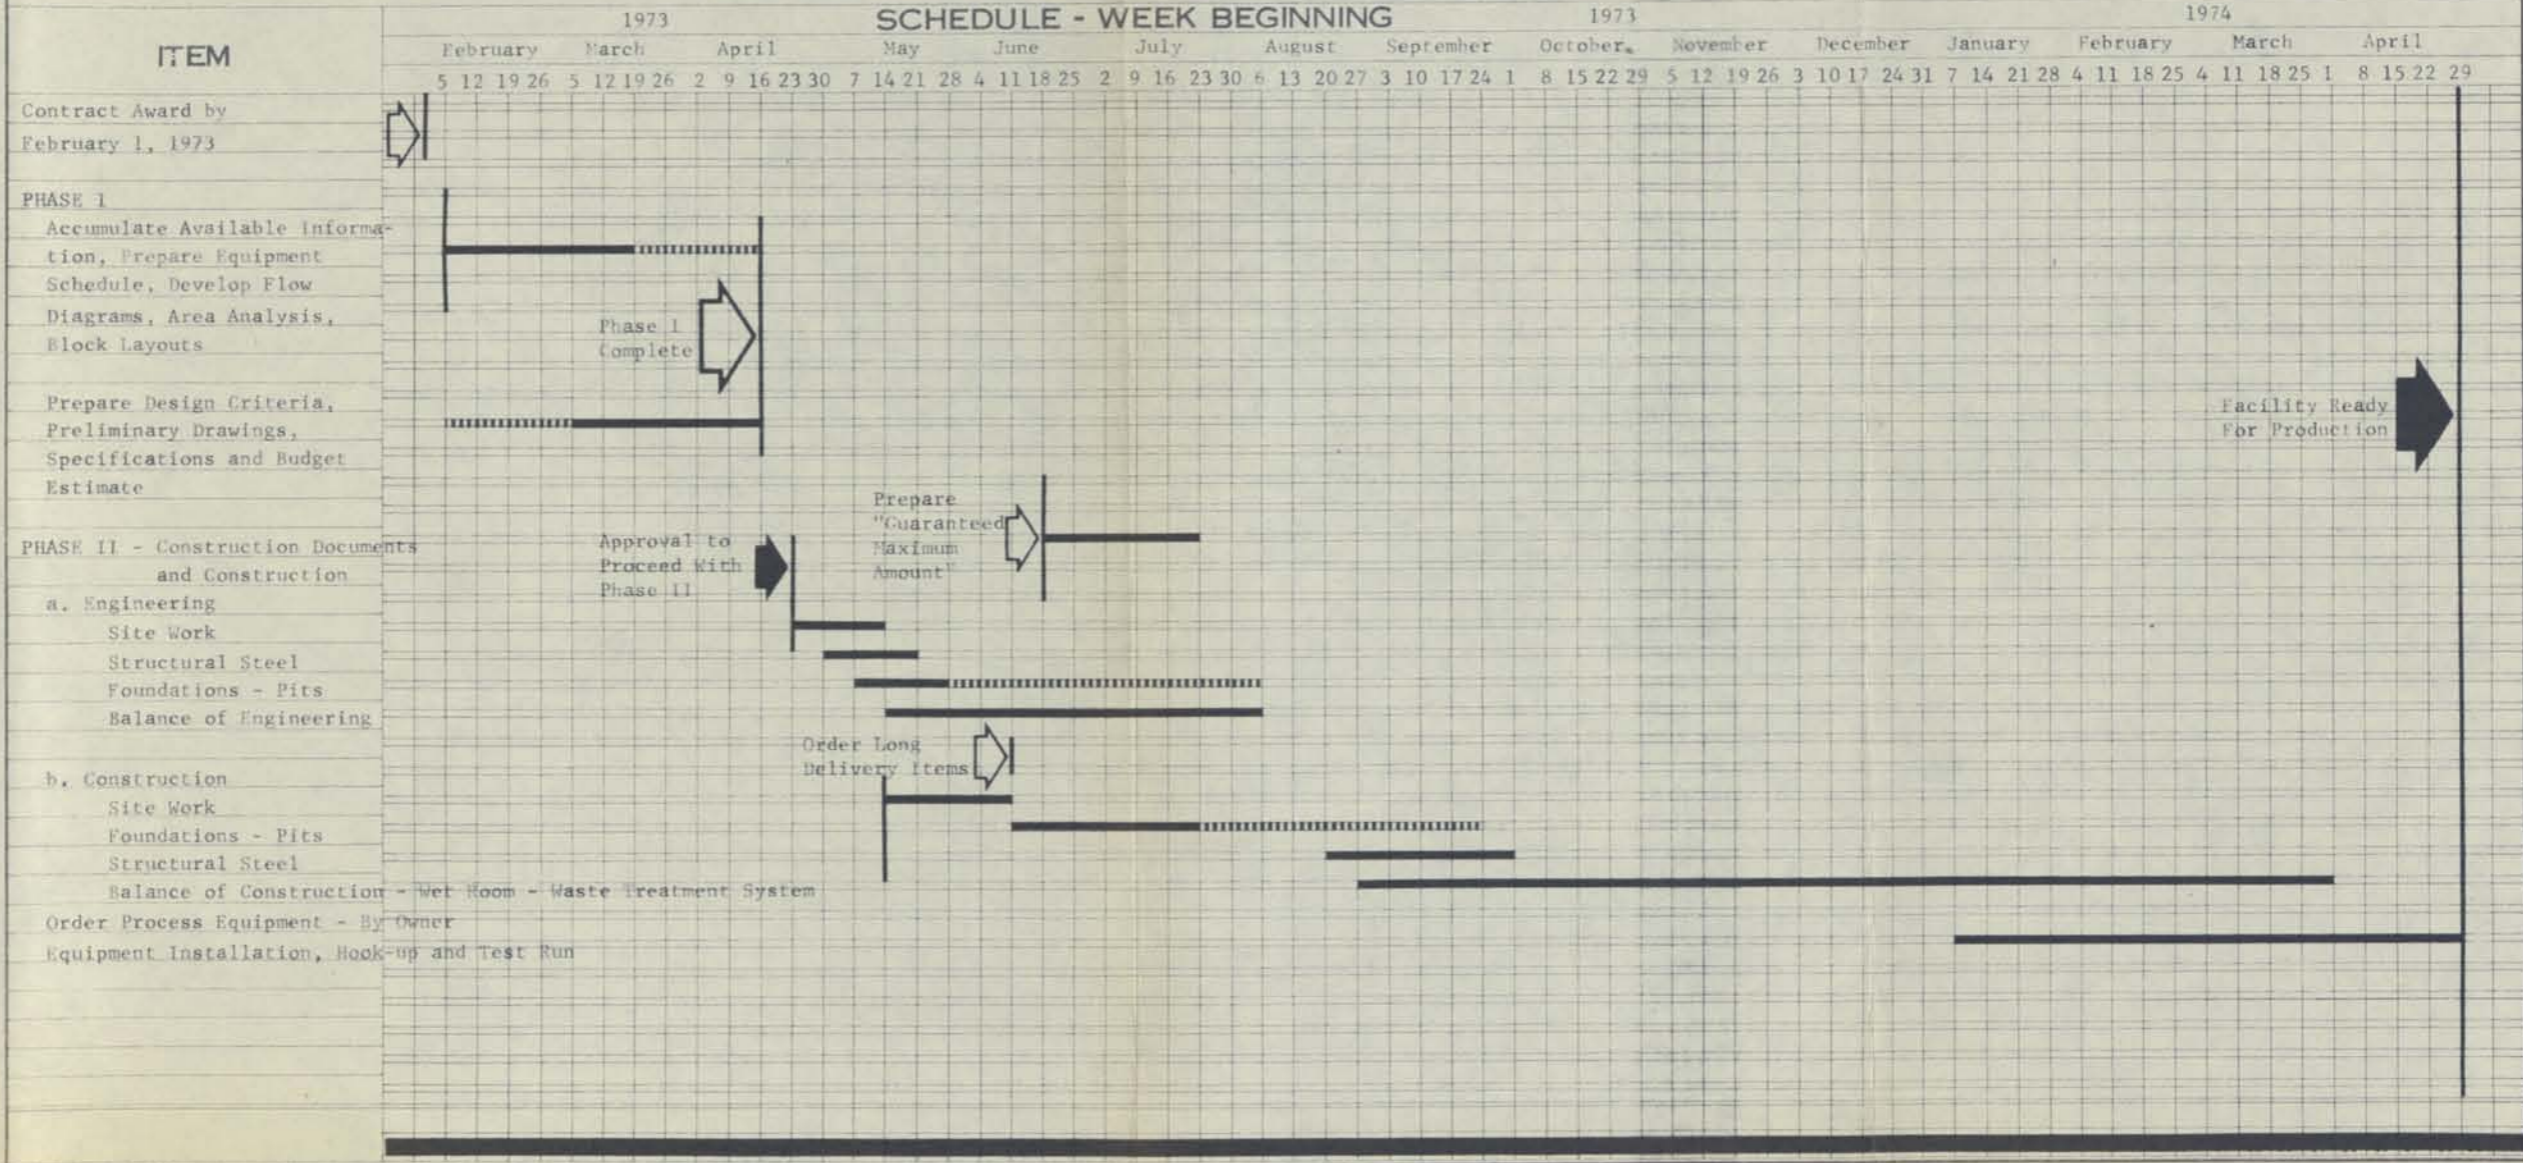 1973 SCHEDULE - WEEK BEGINNING 1973 1974
ITEM
February March April May June July August September October. November December January February March April
5 12 19 26 5 12 19 26 2 9 16 23 30 7 14 21 28 4 11 18 25 2 9 16 23 30 6 13 20 27 3 10 17 24 1 8 15 22 29 5 12 19 26 3 10 17 24 31 7 14 21 28 4 11 18 25 4 11 18 25 1 8 15 22 29
Contract Award by
February 1, 1973
PHASE I
Accumulate Available Informa-
tion, Prepare Equipment
Schedule, Develop Flow
Diagrams, Area Analysis,
Block Layouts
Phase I
Complete
Prepare Design Criteria,
Preliminary Drawings,
Specifications and Budget
Estimate
Facility Ready
For Production
Prepare
"Guaranteed
Maximum
Amount"
PHASE II - Construction Documents
and Construction
Approval to
Proceed With
Phase II
a. Engineering
Site Work
Structural Steel
Foundations - Pits
Balance of Engineering
Order Long
Delivery Items
b. Construction
Site Work
Foundations - Pits
Structural Steel
Balance of Construction - Wet Room - Waste Treatment System
Order Process Equipment - By Owner
Equipment Installation, Hook-up and Test Run